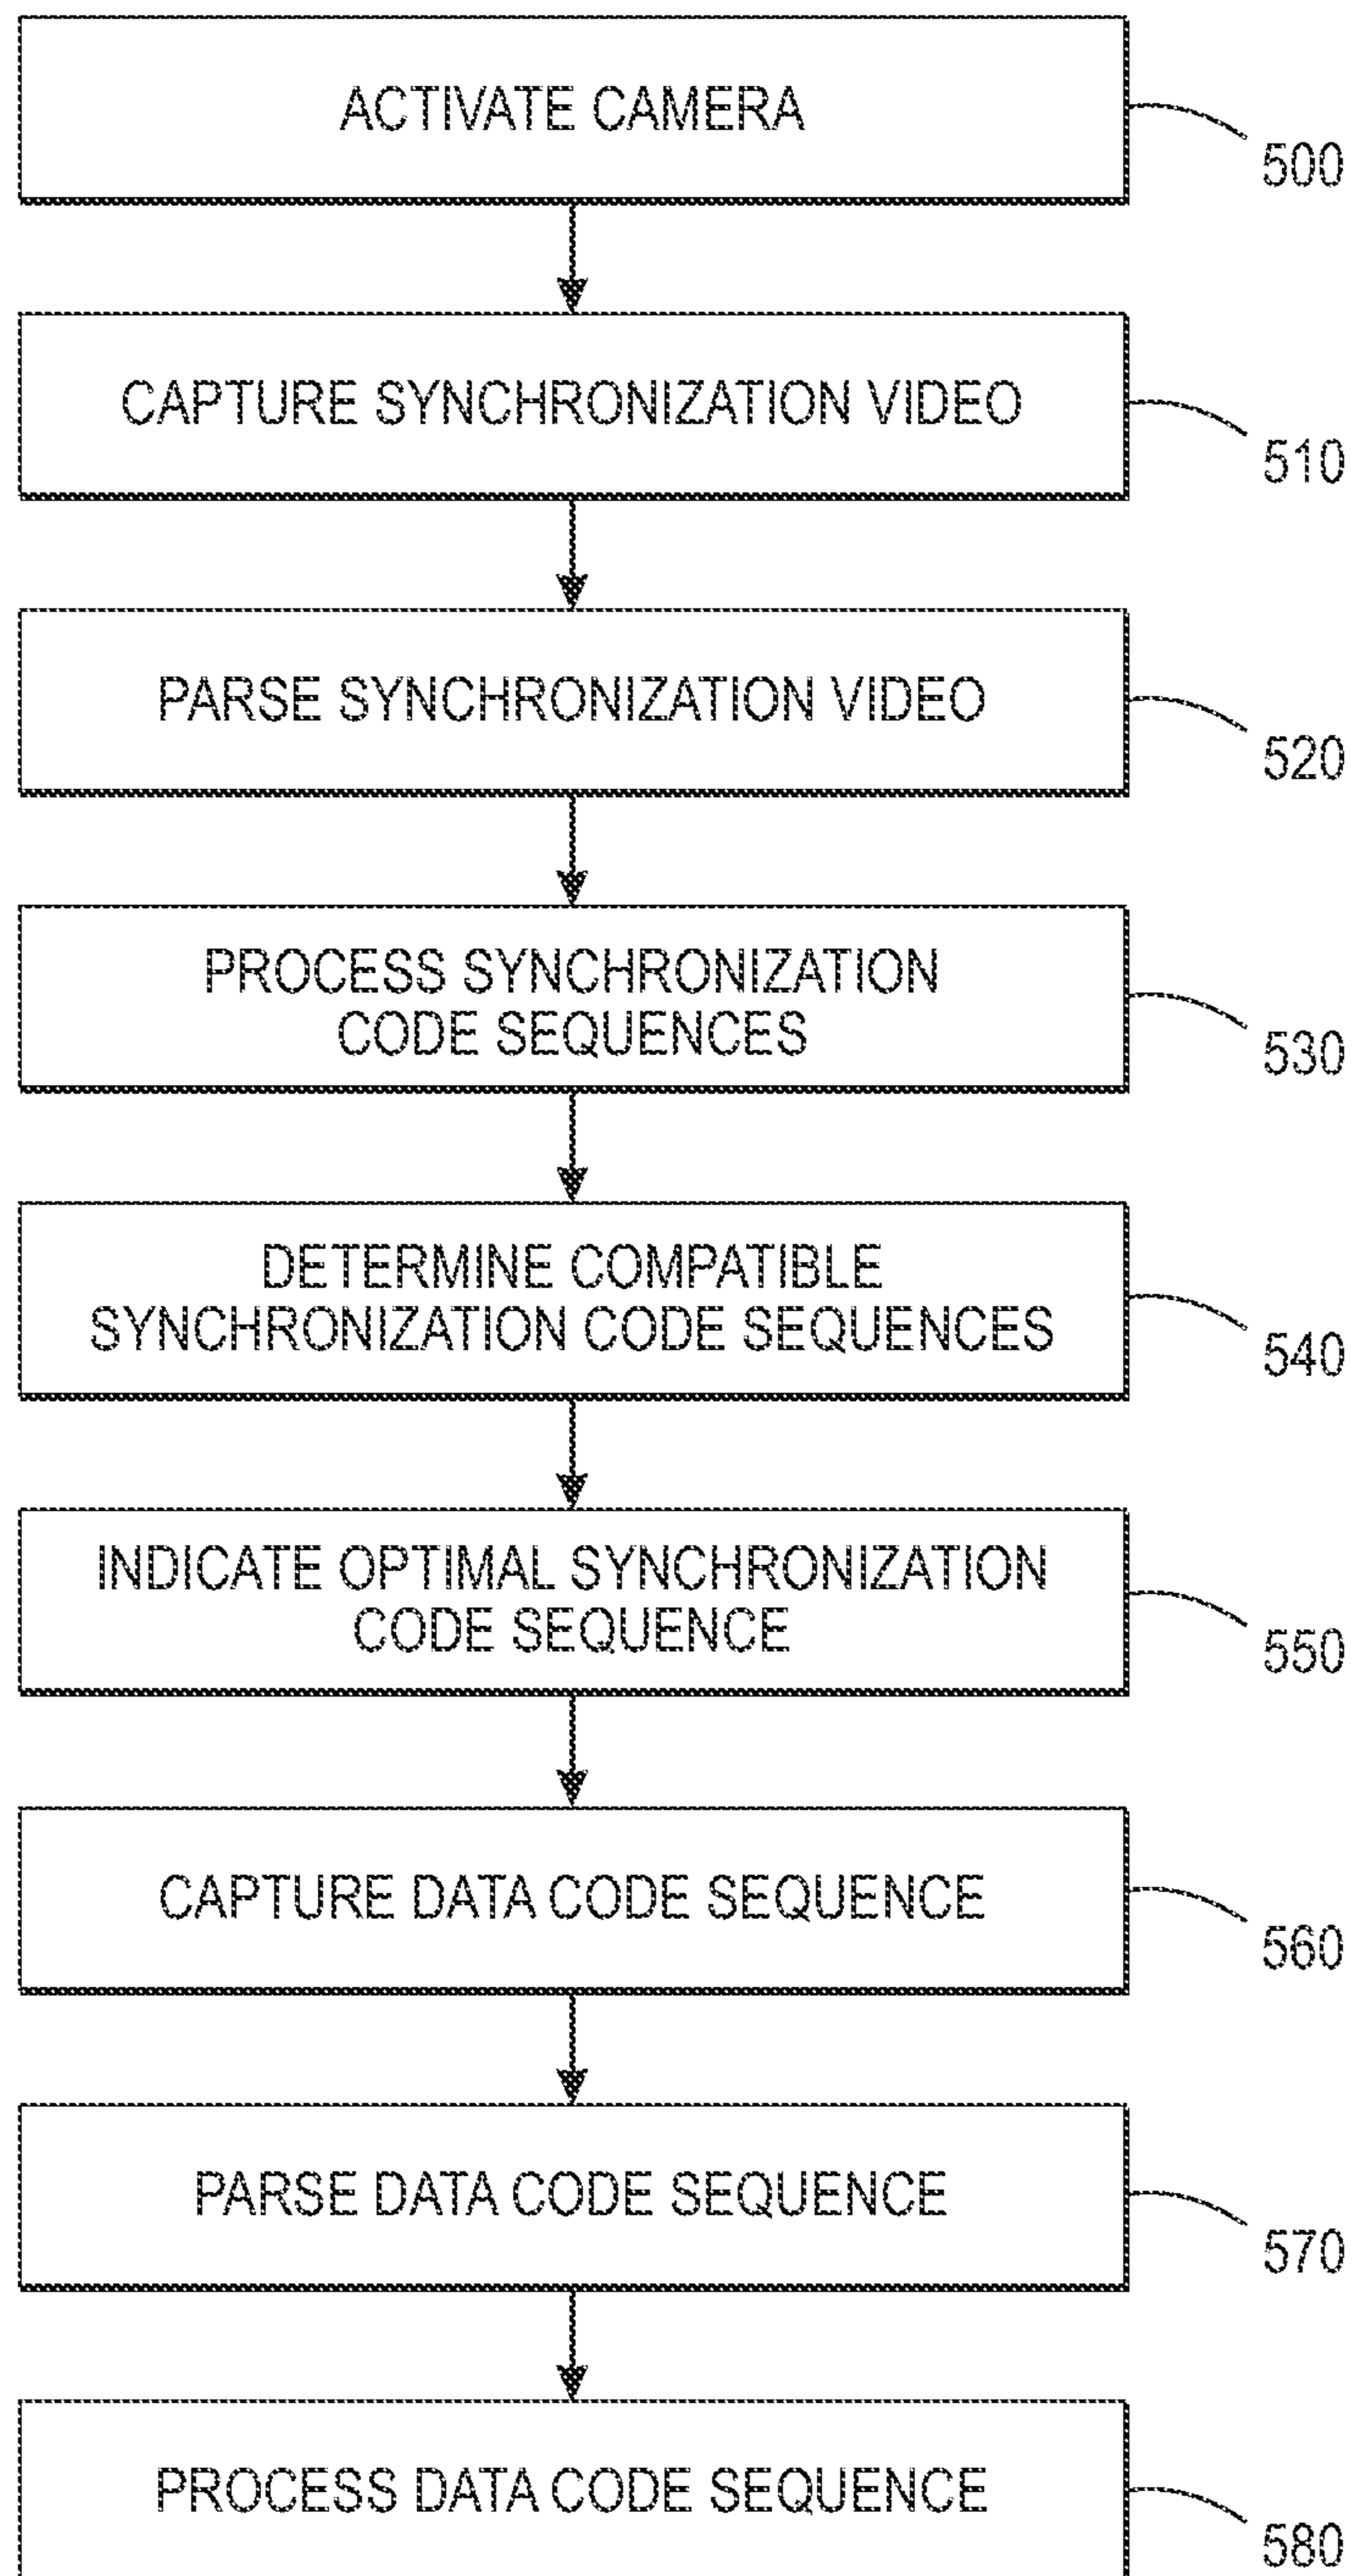 ACTIVATE CAMERA
500
CAPTURE SYNCHRONIZATION VIDEO
510
PARSE SYNCHRONIZATION VIDEO
520
PROCESS SYNCHRONIZATION
CODE SEQUENCES
530
DETERMINE COMPATIBLE
SYNCHRONIZATION CODE SEQUENCES
540
INDICATE OPTIMAL SYNCHRONIZATION
CODE SEQUENCE
550
CAPTURE DATA CODE SEQUENCE
560
PARSE DATA CODE SEQUENCE
570
PROCESS DATA CODE SEQUENCE
580